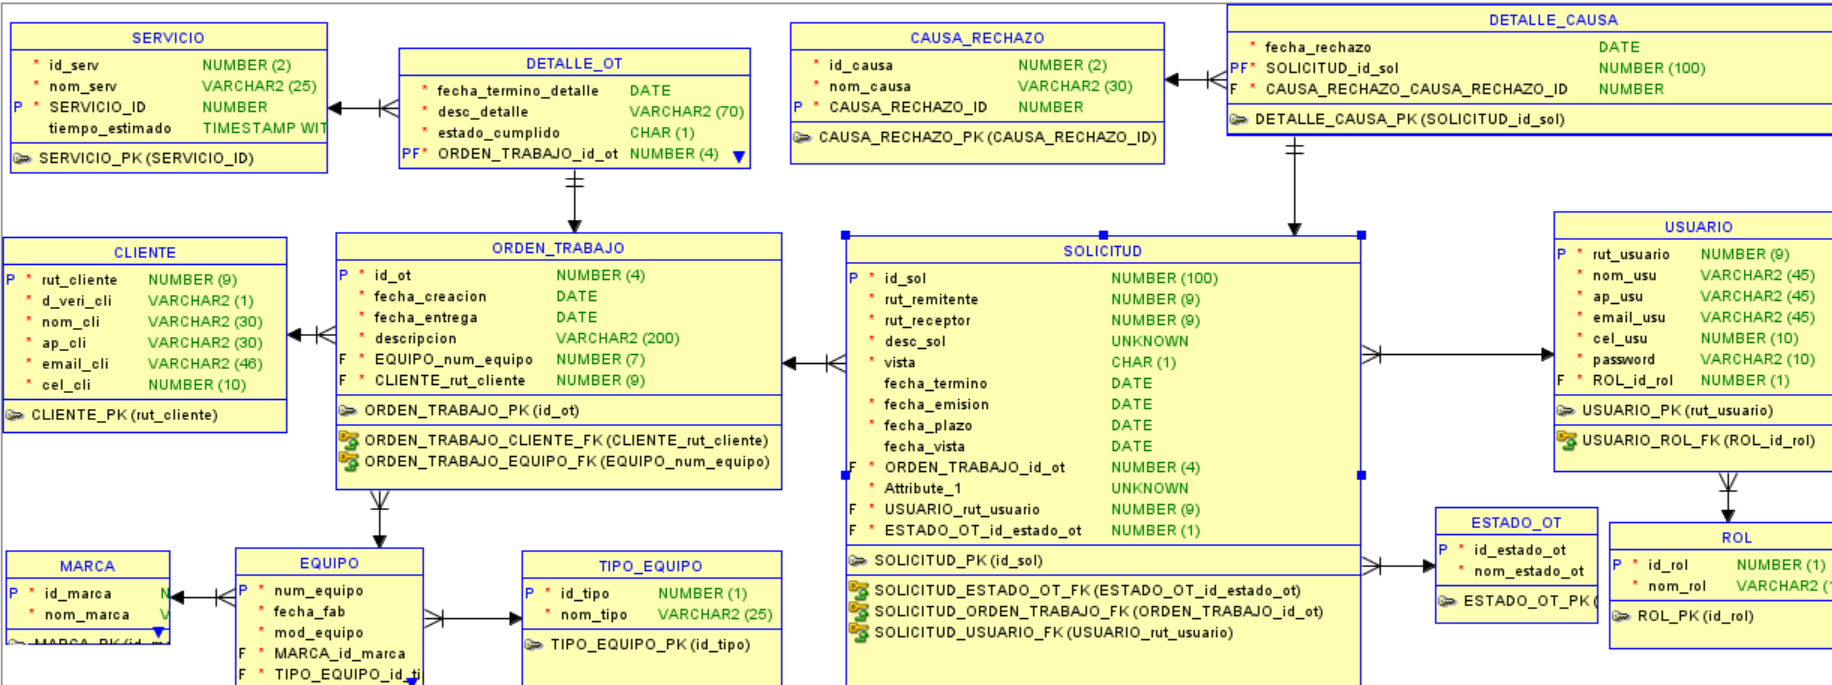 SERVICIO
* id_serv NUMBER (2)
* nom_serv VARCHAR2 (25)
P * SERVICIO_ID NUMBER
tiempo_estimado TIMESTAMP WIT
SERVICIO_PK (SERVICIO_ID)
DETALLE_OT
* fecha_termino_detalle DATE
* desc_detalle VARCHAR2 (70)
* estado_cumplido CHAR (1)
PF* ORDEN_TRABAJO_id_ot NUMBER (4)
CAUSA_RECHAZO
* id_causa NUMBER (2)
* nom_causa VARCHAR2 (30)
P * CAUSA_RECHAZO_ID NUMBER
CAUSA_RECHAZO_PK (CAUSA_RECHAZO_ID)
DETALLE_CAUSA
* fecha_rechazo DATE
PF* SOLICITUD_id_sol NUMBER (100)
F * CAUSA_RECHAZO_CAUSA_RECHAZO_ID NUMBER
DETALLE_CAUSA_PK (SOLICITUD_id_sol)
CLIENTE
P * rut_cliente NUMBER (9)
* d_veri_cli VARCHAR2 (1)
* nom_cli VARCHAR2 (30)
* ap_cli VARCHAR2 (30)
* email_cli VARCHAR2 (46)
* cel_cli NUMBER (10)
CLIENTE_PK (rut_cliente)
ORDEN_TRABAJO
P * id_ot NUMBER (4)
* fecha_creacion DATE
* fecha_entrega DATE
* descripcion VARCHAR2 (200)
F * EQUIPO_num_equipo NUMBER (7)
F * CLIENTE_rut_cliente NUMBER (9)
ORDEN_TRABAJO_PK (id_ot)
ORDEN_TRABAJO_CLIENTE_FK (CLIENTE_rut_cliente)
ORDEN_TRABAJO_EQUIPO_FK (EQUIPO_num_equipo)
SOLICITUD
P * id_sol NUMBER (100)
* rut_remitente NUMBER (9)
* rut_receptor NUMBER (9)
* desc_sol UNKNOWN
* vista CHAR (1)
fecha_termino DATE
* fecha_emision DATE
* fecha_plazo DATE
fecha_vista DATE
F * ORDEN_TRABAJO_id_ot NUMBER (4)
* Attribute_1 UNKNOWN
F * USUARIO_rut_usuario NUMBER (9)
F * ESTADO_OT_id_estado_ot NUMBER (1)
SOLICITUD_PK (id_sol)
SOLICITUD_ESTADO_OT_FK (ESTADO_OT_id_estado_ot)
SOLICITUD_ORDEN_TRABAJO_FK (ORDEN_TRABAJO_id_ot)
SOLICITUD_USUARIO_FK (USUARIO_rut_usuario)
USUARIO
P * rut_usuario NUMBER (9)
* nom_usu VARCHAR2 (45)
* ap_usu VARCHAR2 (45)
* email_usu VARCHAR2 (45)
* cel_usu NUMBER (10)
* password VARCHAR2 (10)
F * ROL_id_rol NUMBER (1)
USUARIO_PK (rut_usuario)
USUARIO_ROL_FK (ROL_id_rol)
MARCA
P * id_marca N
* nom_marca V
EQUIPO
P * num_equipo
* fecha_fab
* mod_equipo
F * MARCA_id_marca
F * TIPO_EQUIPO_id_ti
TIPO_EQUIPO
P * id_tipo NUMBER (1)
* nom_tipo VARCHAR2 (25)
TIPO_EQUIPO_PK (id_tipo)
ESTADO_OT
P * id_estado_ot
* nom_estado_ot
ESTADO_OT_PK (
ROL
P * id_rol NUMBER (1)
* nom_rol VARCHAR2 (
ROL_PK (id_rol)